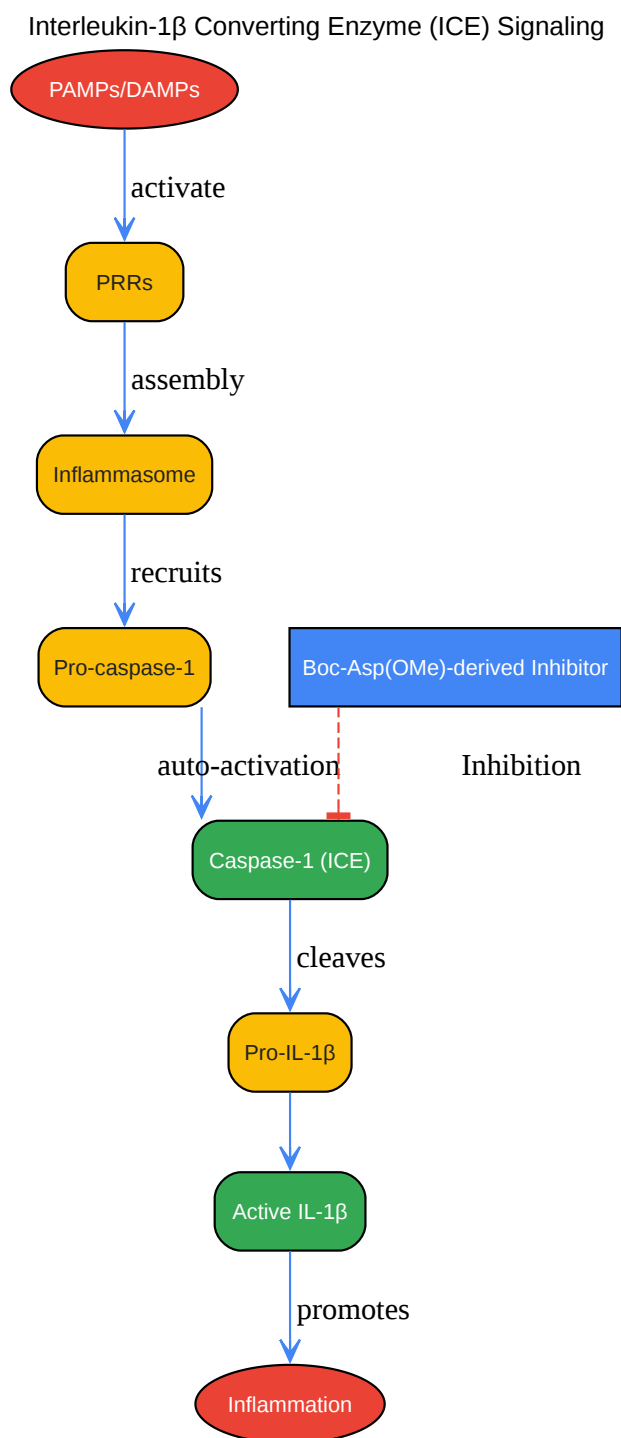 Interleukin-1β Converting Enzyme (ICE) Signaling
PAMPs/DAMPs
activate
PRRs
assembly
Inflammasome
recruits
Pro-caspase-1
Boc-Asp(OMe)-derived Inhibitor
auto-activation
Inhibition
Caspase-1 (ICE)
cleaves
Pro-IL-1β
Active IL-1β
promotes
Inflammation